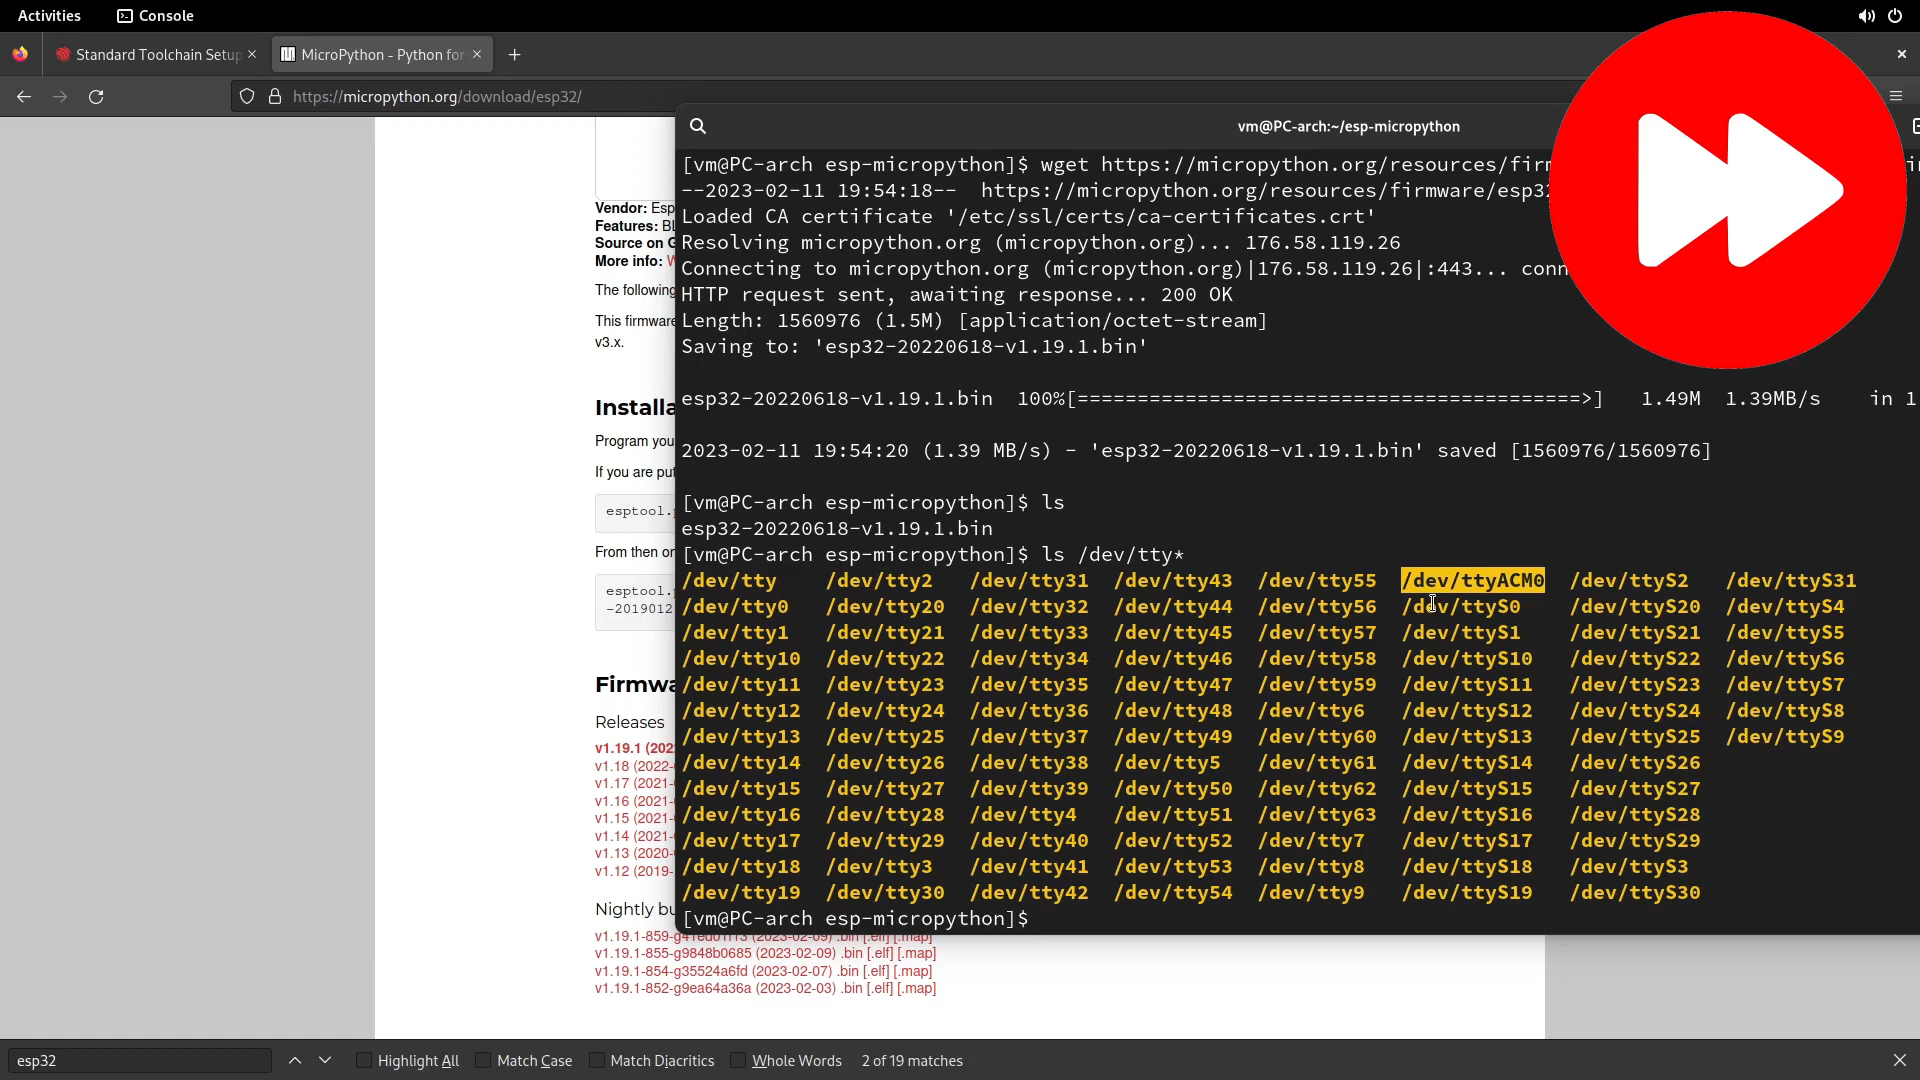 Activities
Console
Standard Toolchain Setup
MicroPython - Python for
https://micropython.org/download/esp32/
Vendor: Esp
Features: BL
Source on G
More info: W
The following
This firmware
v3.x.
Installa
Program you
If you are put
esptool.p
From then on
esptool.p
-2019012
Firmwa
Releases
v1.19.1 (202
v1.18 (2022-
v1.17 (2021-
v1.16 (2021-
v1.15 (2021-
v1.14 (2021-
v1.13 (2020-
v1.12 (2019-
Nightly bu
v1.19.1-859-g41ed01f13 (2023-02-09) .bin [.elf] [.map]
v1.19.1-855-g9848b0685 (2023-02-09) .bin [.elf] [.map]
v1.19.1-854-g35524a6fd (2023-02-07) .bin [.elf] [.map]
v1.19.1-852-g9ea64a36a (2023-02-03) .bin [.elf] [.map]
vm@PC-arch:~/esp-micropython
[vm@PC-arch esp-micropython]$ wget https://micropython.org/resources/firm
--2023-02-11 19:54:18--  https://micropython.org/resources/firmware/esp32
Loaded CA certificate '/etc/ssl/certs/ca-certificates.crt'
Resolving micropython.org (micropython.org)... 176.58.119.26
Connecting to micropython.org (micropython.org)|176.58.119.26|:443... conn
HTTP request sent, awaiting response... 200 OK
Length: 1560976 (1.5M) [application/octet-stream]
Saving to: 'esp32-20220618-v1.19.1.bin'
esp32-20220618-v1.19.1.bin  100%[==========================================>]   1.49M  1.39MB/s    in 1
2023-02-11 19:54:20 (1.39 MB/s) - 'esp32-20220618-v1.19.1.bin' saved [1560976/1560976]
[vm@PC-arch esp-micropython]$ ls
esp32-20220618-v1.19.1.bin
[vm@PC-arch esp-micropython]$ ls /dev/tty*
/dev/tty    /dev/tty2   /dev/tty31  /dev/tty43  /dev/tty55  /dev/ttyACM0  /dev/ttyS2   /dev/ttyS31
/dev/tty0   /dev/tty20  /dev/tty32  /dev/tty44  /dev/tty56  /dev/ttyS0    /dev/ttyS20  /dev/ttyS4
/dev/tty1   /dev/tty21  /dev/tty33  /dev/tty45  /dev/tty57  /dev/ttyS1    /dev/ttyS21  /dev/ttyS5
/dev/tty10  /dev/tty22  /dev/tty34  /dev/tty46  /dev/tty58  /dev/ttyS10   /dev/ttyS22  /dev/ttyS6
/dev/tty11  /dev/tty23  /dev/tty35  /dev/tty47  /dev/tty59  /dev/ttyS11   /dev/ttyS23  /dev/ttyS7
/dev/tty12  /dev/tty24  /dev/tty36  /dev/tty48  /dev/tty6   /dev/ttyS12   /dev/ttyS24  /dev/ttyS8
/dev/tty13  /dev/tty25  /dev/tty37  /dev/tty49  /dev/tty60  /dev/ttyS13   /dev/ttyS25  /dev/ttyS9
/dev/tty14  /dev/tty26  /dev/tty38  /dev/tty5   /dev/tty61  /dev/ttyS14   /dev/ttyS26
/dev/tty15  /dev/tty27  /dev/tty39  /dev/tty50  /dev/tty62  /dev/ttyS15   /dev/ttyS27
/dev/tty16  /dev/tty28  /dev/tty4   /dev/tty51  /dev/tty63  /dev/ttyS16   /dev/ttyS28
/dev/tty17  /dev/tty29  /dev/tty40  /dev/tty52  /dev/tty7   /dev/ttyS17   /dev/ttyS29
/dev/tty18  /dev/tty3   /dev/tty41  /dev/tty53  /dev/tty8   /dev/ttyS18   /dev/ttyS3
/dev/tty19  /dev/tty30  /dev/tty42  /dev/tty54  /dev/tty9   /dev/ttyS19   /dev/ttyS30
[vm@PC-arch esp-micropython]$
esp32
Highlight All
Match Case
Match Diacritics
Whole Words
2 of 19 matches